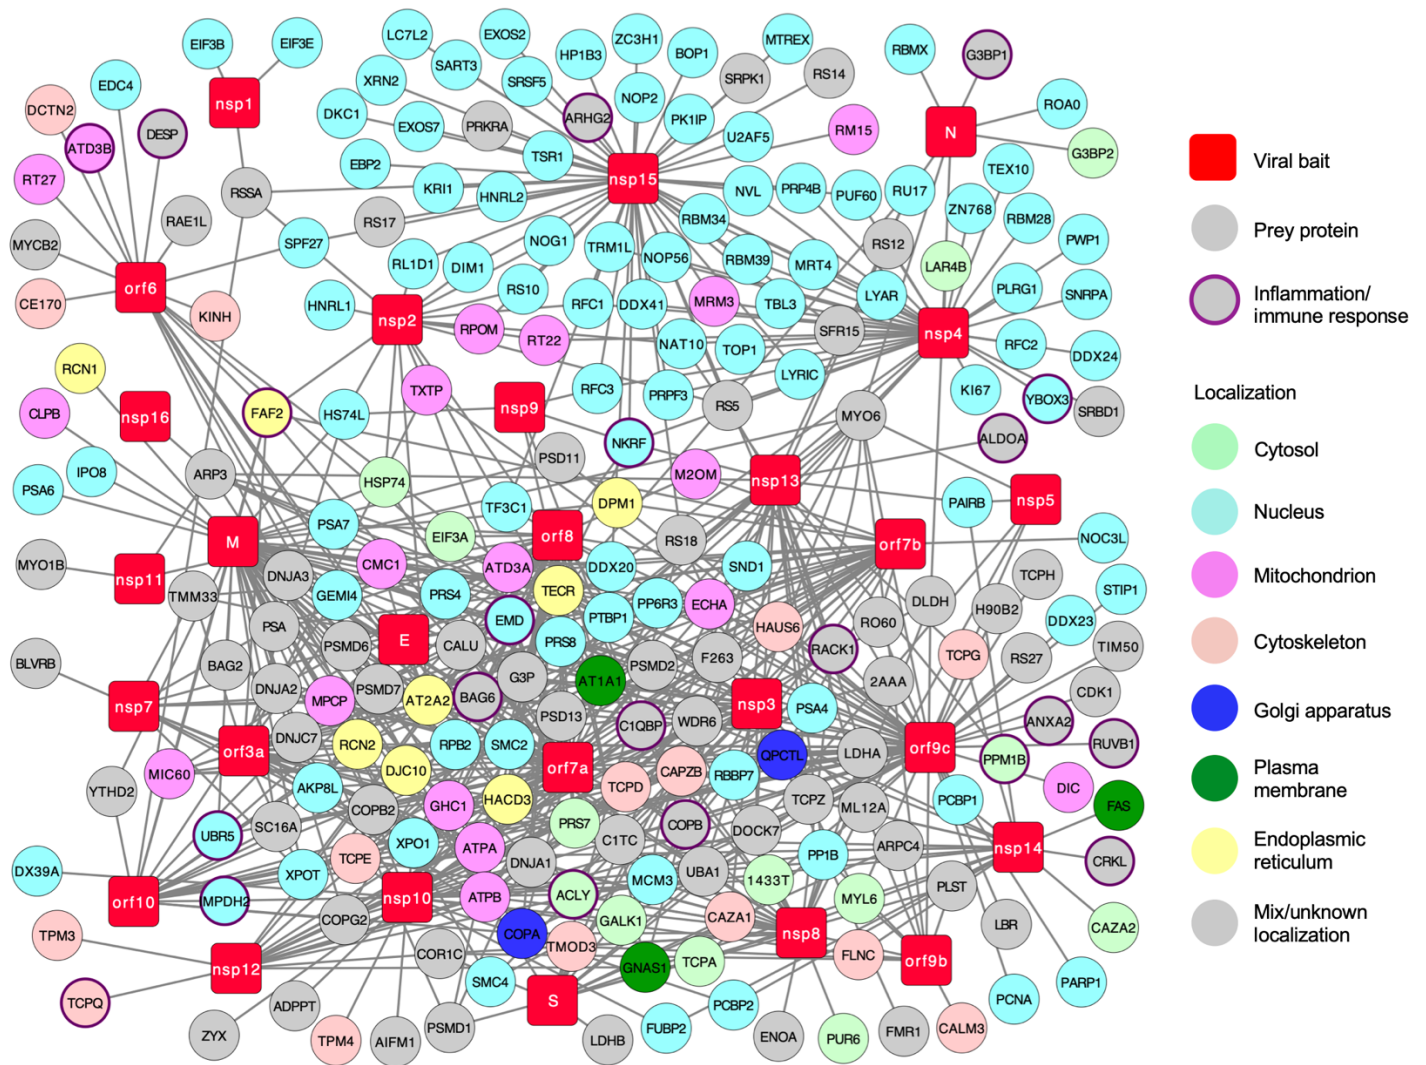 LC7L2
EXOS2
ZC3H1
BOP1
MTREX
EIF3B
EIF3E
SART3
HP1B3
RBMX
G3BP1
XRN2
SRSF5
SRPK1
RS14
EDC4
NOP2
DCTN2
nsp1
DKC1
EXOS7
PRKRA
ARHG2
PK1IP
ROA0
DESP
U2AF5
RM15
N
ATD3B
TSR1
G3BP2
RT27
EBP2
KRI1
nsp15
TEX10
RSSA
HNRL2
NVL
PRP4B
PUF60
RU17
ZN768
RBM28
RAE1L
RS17
RBM34
MYCB2
SPF27
NOG1
TRM1L
RS12
PWP1
RL1D1
DIM1
NOP56
RBM39
MRT4
LAR4B
orf6
RS10
PLRG1
SNRPA
CE170
HNRL1
RFC1
DDX41
MRM3
TBL3
LYAR
KINH
nsp2
RPOM
RT22
NAT10
TOP1
SFR15
nsp4
RFC2
DDX24
RCN1
TXTP
RFC3
PRPF3
LYRIC
KI67
YBOX3
SRBD1
CLPB
nsp16
FAF2
HS74L
nsp9
RS5
MYO6
NKRF
ALDOA
IPO8
PSD11
PSA6
ARP3
HSP74
M2OM
nsp13
PAIRB
nsp5
TF3C1
DPM1
PSA7
EIF3A
orf8
M
RS18
orf7b
NOC3L
MYO1B
nsp11
DNJA3
CMC1
ATD3A
DDX20
SND1
TCPH
TMM33
GEMI4
PRS4
TECR
PP6R3
ECHA
DLDH
H90B2
STIP1
PSA
EMD
PTBP1
HAUS6
RO60
DDX23
E
PRS8
TIM50
BLVRB
BAG2
PSMD6
CALU
F263
RACK1
TCPG
RS27
G3P
AT1A1
PSMD2
2AAA
DNJA2
PSMD7
AT2A2
BAG6
CDK1
nsp7
MPCP
PSD13
C1QBP
WDR6
nsp3
PSA4
ANXA2
DNJC7
RCN2
RPB2
SMC2
RUVB1
orf3a
QPCTL
LDHA
orf9c
PPM1B
MIC60
DJC10
orf7a
CAPZB
TCPD
RBBP7
YTHD2
AKP8L
HACD3
DIC
COPB2
GHC1
TCPZ
ML12A
PCBP1
FAS
SC16A
COPB
UBR5
PRS7
DOCK7
XPO1
ATPA
C1TC
ARPC4
nsp14
TCPE
DNJA1
PP1B
DX39A
XPOT
UBA1
CRKL
MCM3
1433T
PLST
MPDH2
nsp10
ATPB
ACLY
MYL6
orf10
COPG2
GALK1
CAZA1
LBR
CAZA2
TPM3
COPA
nsp8
COR1C
TMOD3
TCPA
FLNC
orf9b
nsp12
GNAS1
SMC4
PARP1
TCPQ
S
PCBP2
PCNA
ADPPT
ZYX
PSMD1
FUBP2
FMR1
CALM3
TPM4
AIFM1
LDHB
ENOA
PUR6
Viral bait
Prey protein
Inflammation/
immune response
Localization
Cytosol
Nucleus
Mitochondrion
Cytoskeleton
Golgi apparatus
Plasma
membrane
Endoplasmic
reticulum
Mix/unknown
localization